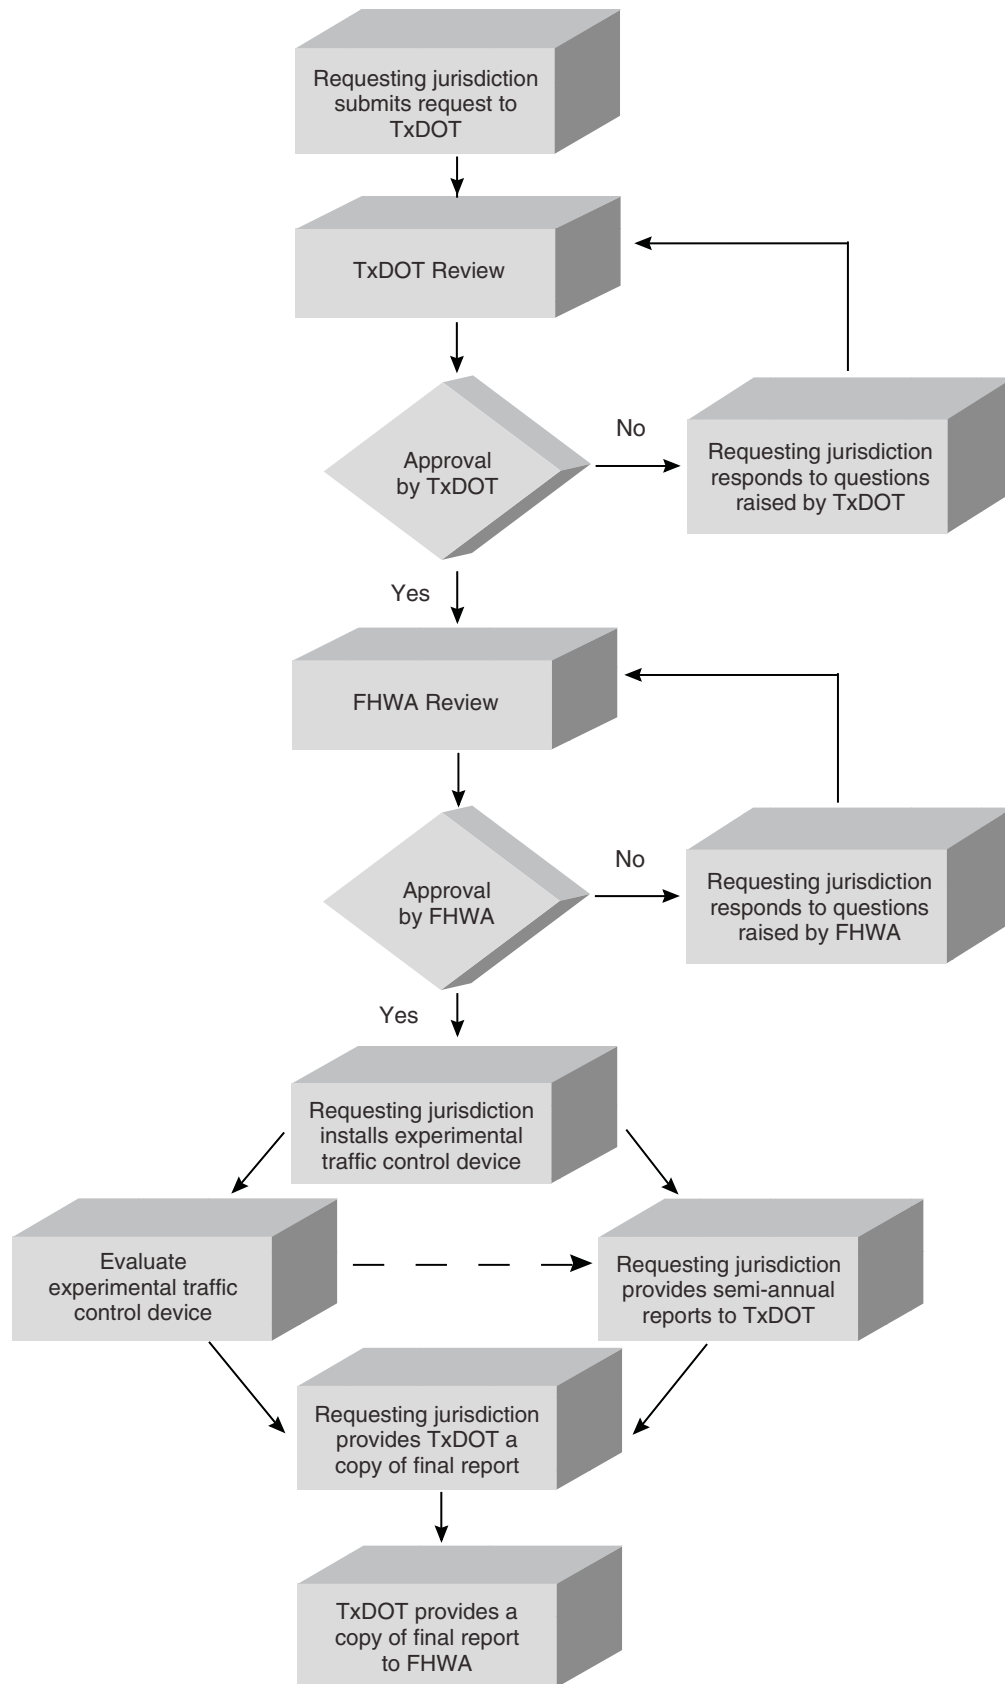 Requesting jurisdiction
submits request to
TxDOT
TxDOT Review
Approval
by TxDOT
No
Requesting jurisdiction
responds to questions
raised by TxDOT
Yes
FHWA Review
Approval
by FHWA
No
Requesting jurisdiction
responds to questions
raised by FHWA
Yes
Requesting jurisdiction
installs experimental
traffic control device
Evaluate
experimental traffic
control device
Requesting jurisdiction
provides semi-annual
reports to TxDOT
Requesting jurisdiction
provides TxDOT a
copy of final report
TxDOT provides a
copy of final report
to FHWA